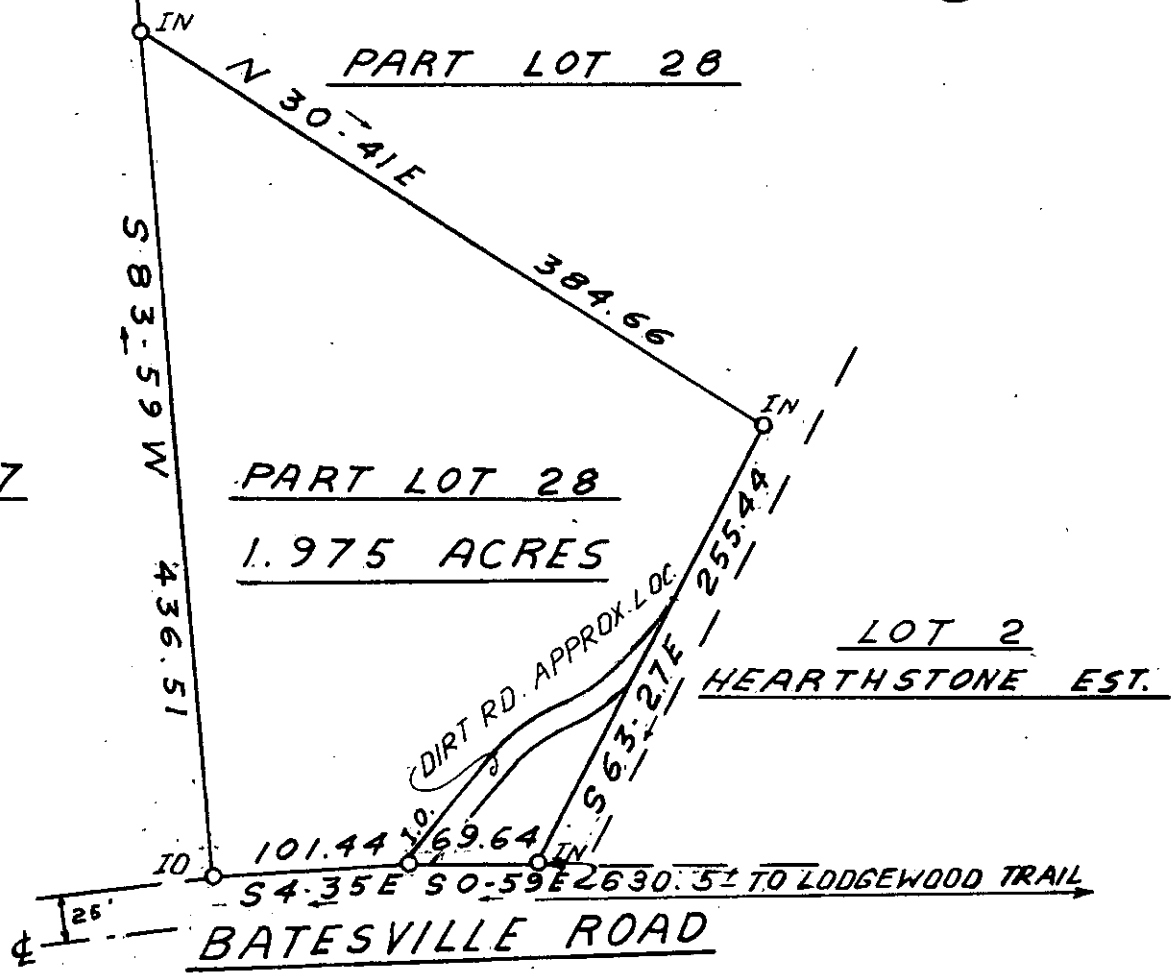 IN
PART LOT 28
N 30-41 E
384.66
S 83-59 W
436.51
IN
7
PART LOT 28
1.975 ACRES
255.44
S 63-27 E
DIRT RD. APPROX. LOC.
LOT 2
HEARTHSTONE EST.
I.O.
101.44
69.64
IN
IO
S 4-35 E
S 0-59 E
2630.5± TO LODGEWOOD TRAIL
25'
℄
BATESVILLE ROAD